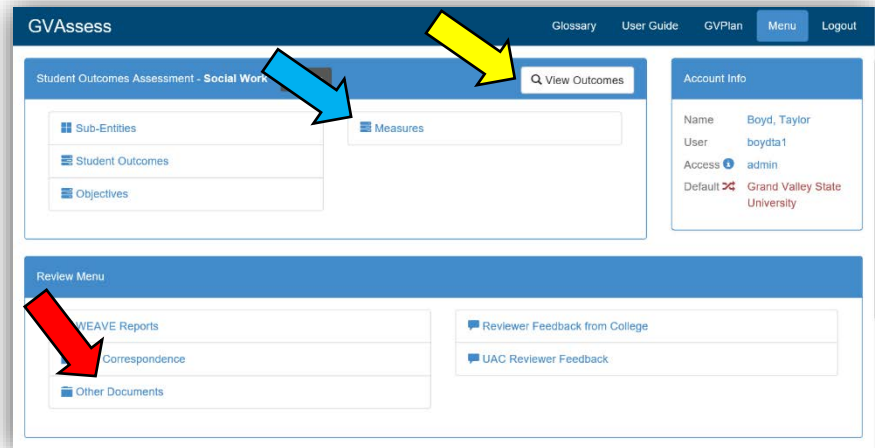 GVAssess
Glossary User Guide GVPlan Menu Logout
Student Outcomes Assessment - Social Work
View Outcomes
Sub-Entities
Student Outcomes
Objectives
Measures
Account Info
Name Boyd, Taylor
User boydta1
Access admin
Default Grand Valley State
University
Review Menu
WEAVE Reports
Correspondence
Other Documents
Reviewer Feedback from College
UAC Reviewer Feedback